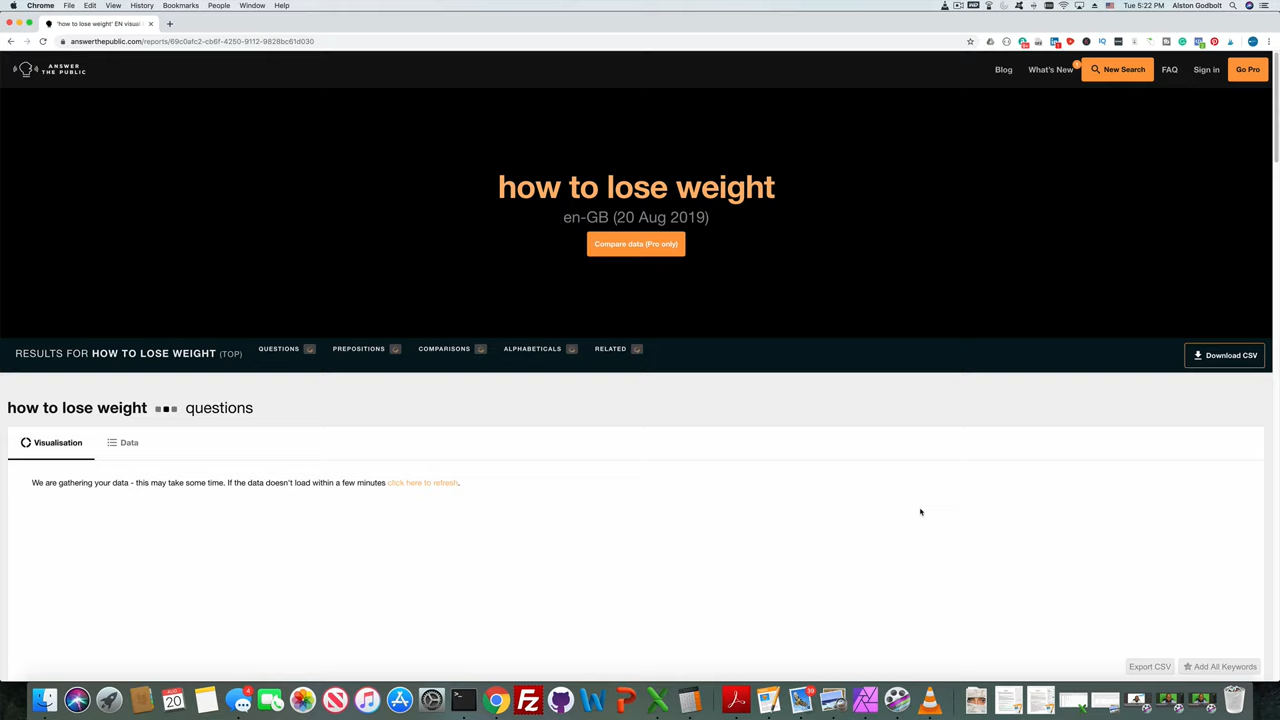 Chrome File Edit View History Bookmarks People Window Help
Tue 5:22 PM Alston Godbolt
'how to lose weight' EN visual
answerthepublic.com/reports/69c0afc2-cb6f-4250-9112-9828bc61d030
ANSWER
THE PUBLIC
Blog What's New 1 New Search FAQ Sign in Go Pro
how to lose weight
en-GB (20 Aug 2019)
Compare data (Pro only)
RESULTS FOR HOW TO LOSE WEIGHT (TOP) QUESTIONS PREPOSITIONS COMPARISONS ALPHABETICALS RELATED
Download CSV
how to lose weight questions
Visualisation Data
We are gathering your data - this may take some time. If the data doesn't load within a few minutes click here to refresh.
Export CSV Add All Keywords